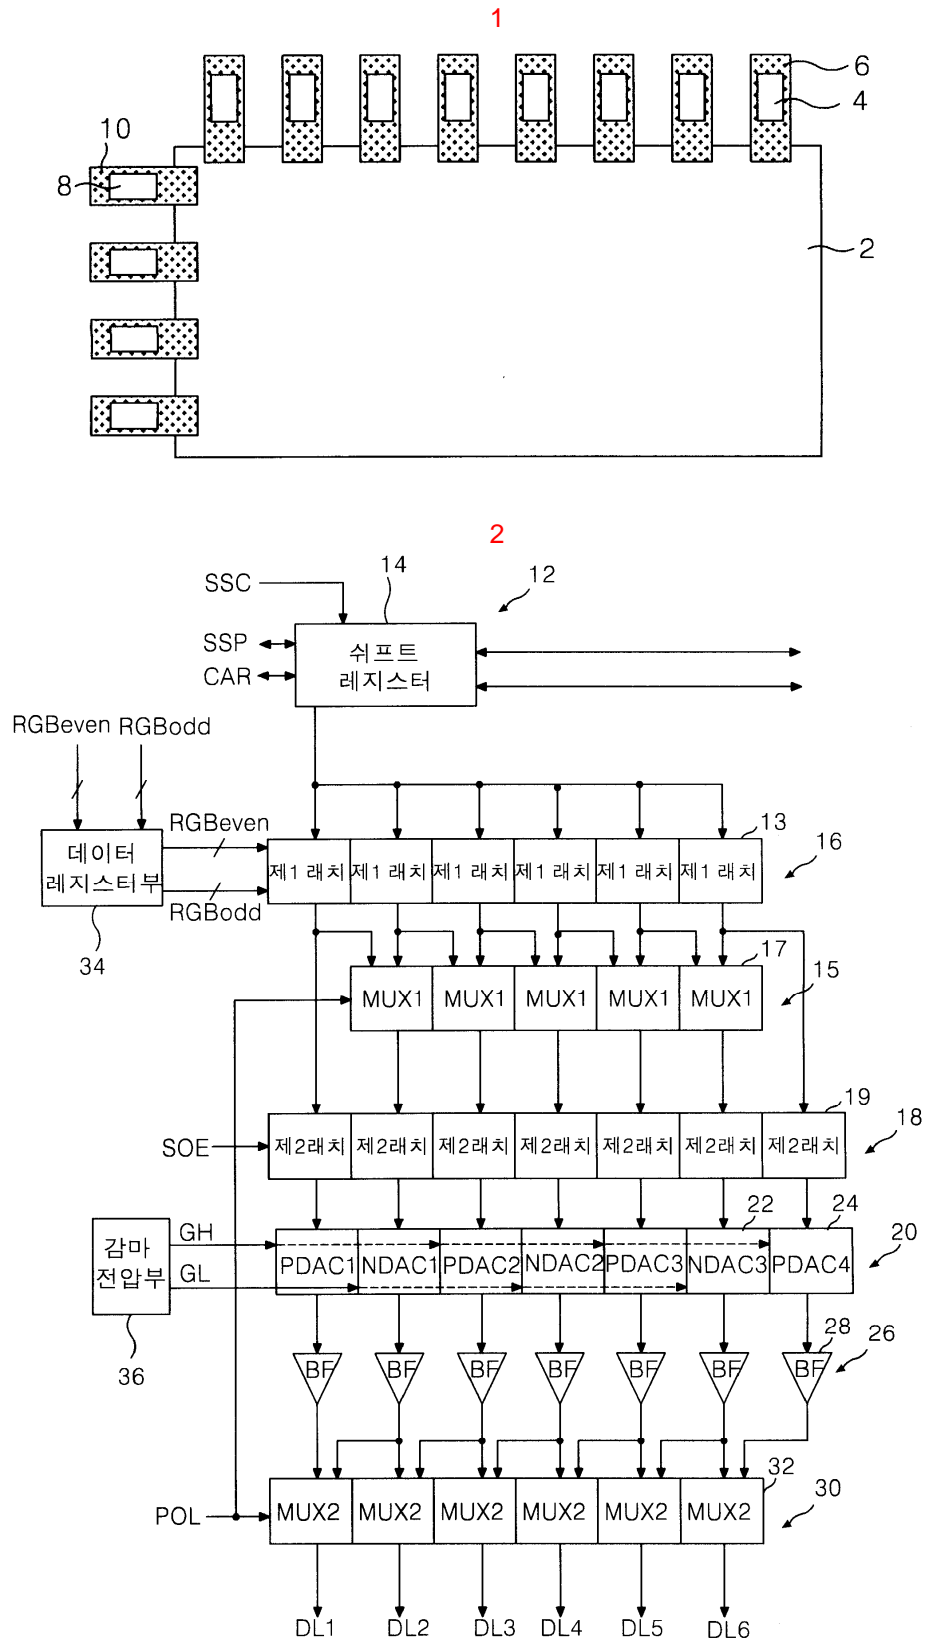 1
6
4
10
8
2
2
14
SSC
12
SSP
쉬프트
CAR
레지스터
RGBeven RGBodd
RGBeven
13
데이터
레지스터부
제1 래치 제1 래치 제1 래치 제1 래치 제1 래치 제1 래치
16
RGBodd
34
17
15
MUX1 MUX1 MUX1 MUX1 MUX1
19
SOE
제2래치 제2래치 제2래치 제2래치 제2래치 제2래치 제2래치
18
22 24
GH
감마
전압부
PDAC1 NDAC1 PDAC2 NDAC2 PDAC3 NDAC3 PDAC4
20
GL
36
28
26
BF BF BF BF BF BF BF
32
30
POL
MUX2 MUX2 MUX2 MUX2 MUX2 MUX2
DL1 DL2 DL3 DL4 DL5 DL6